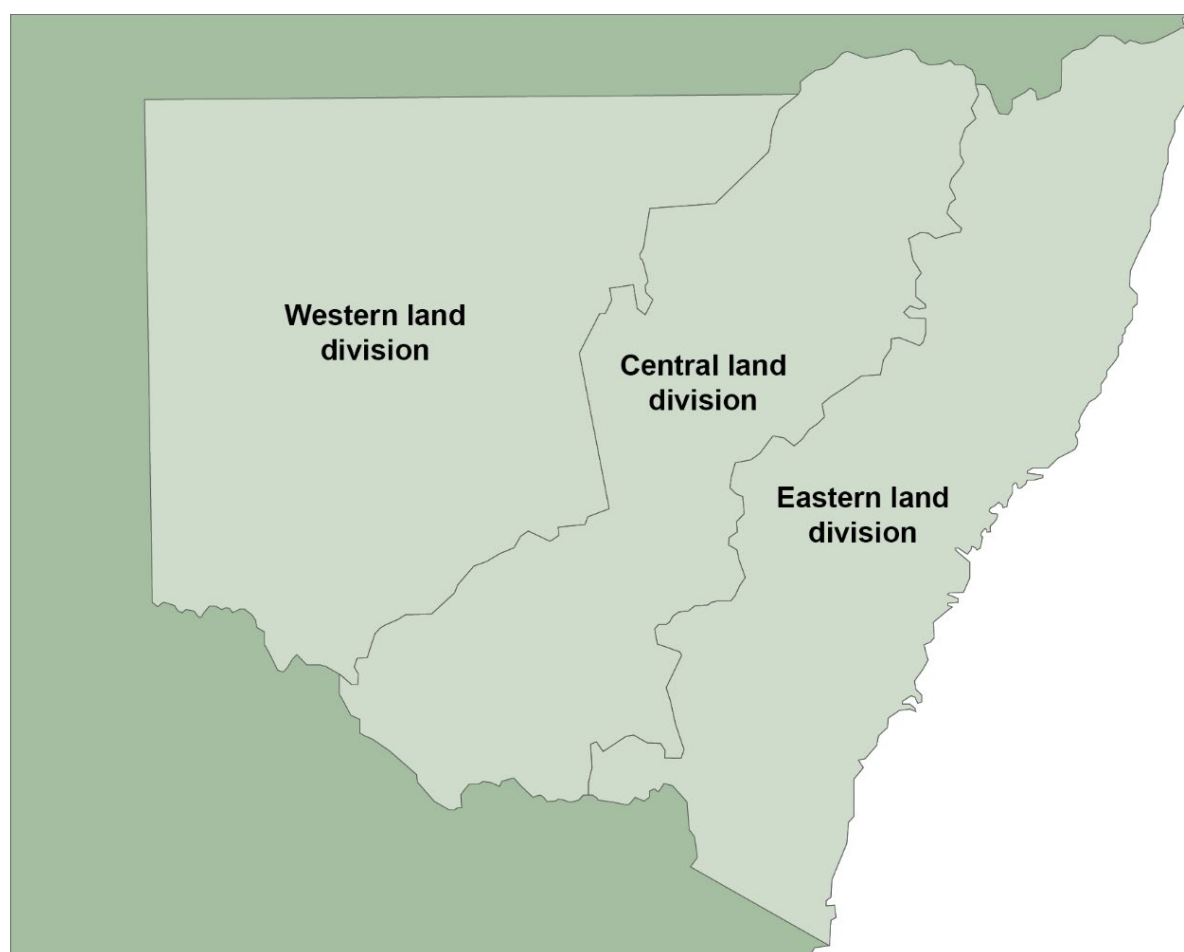 Western land
division
Central land
division
Eastern land
division